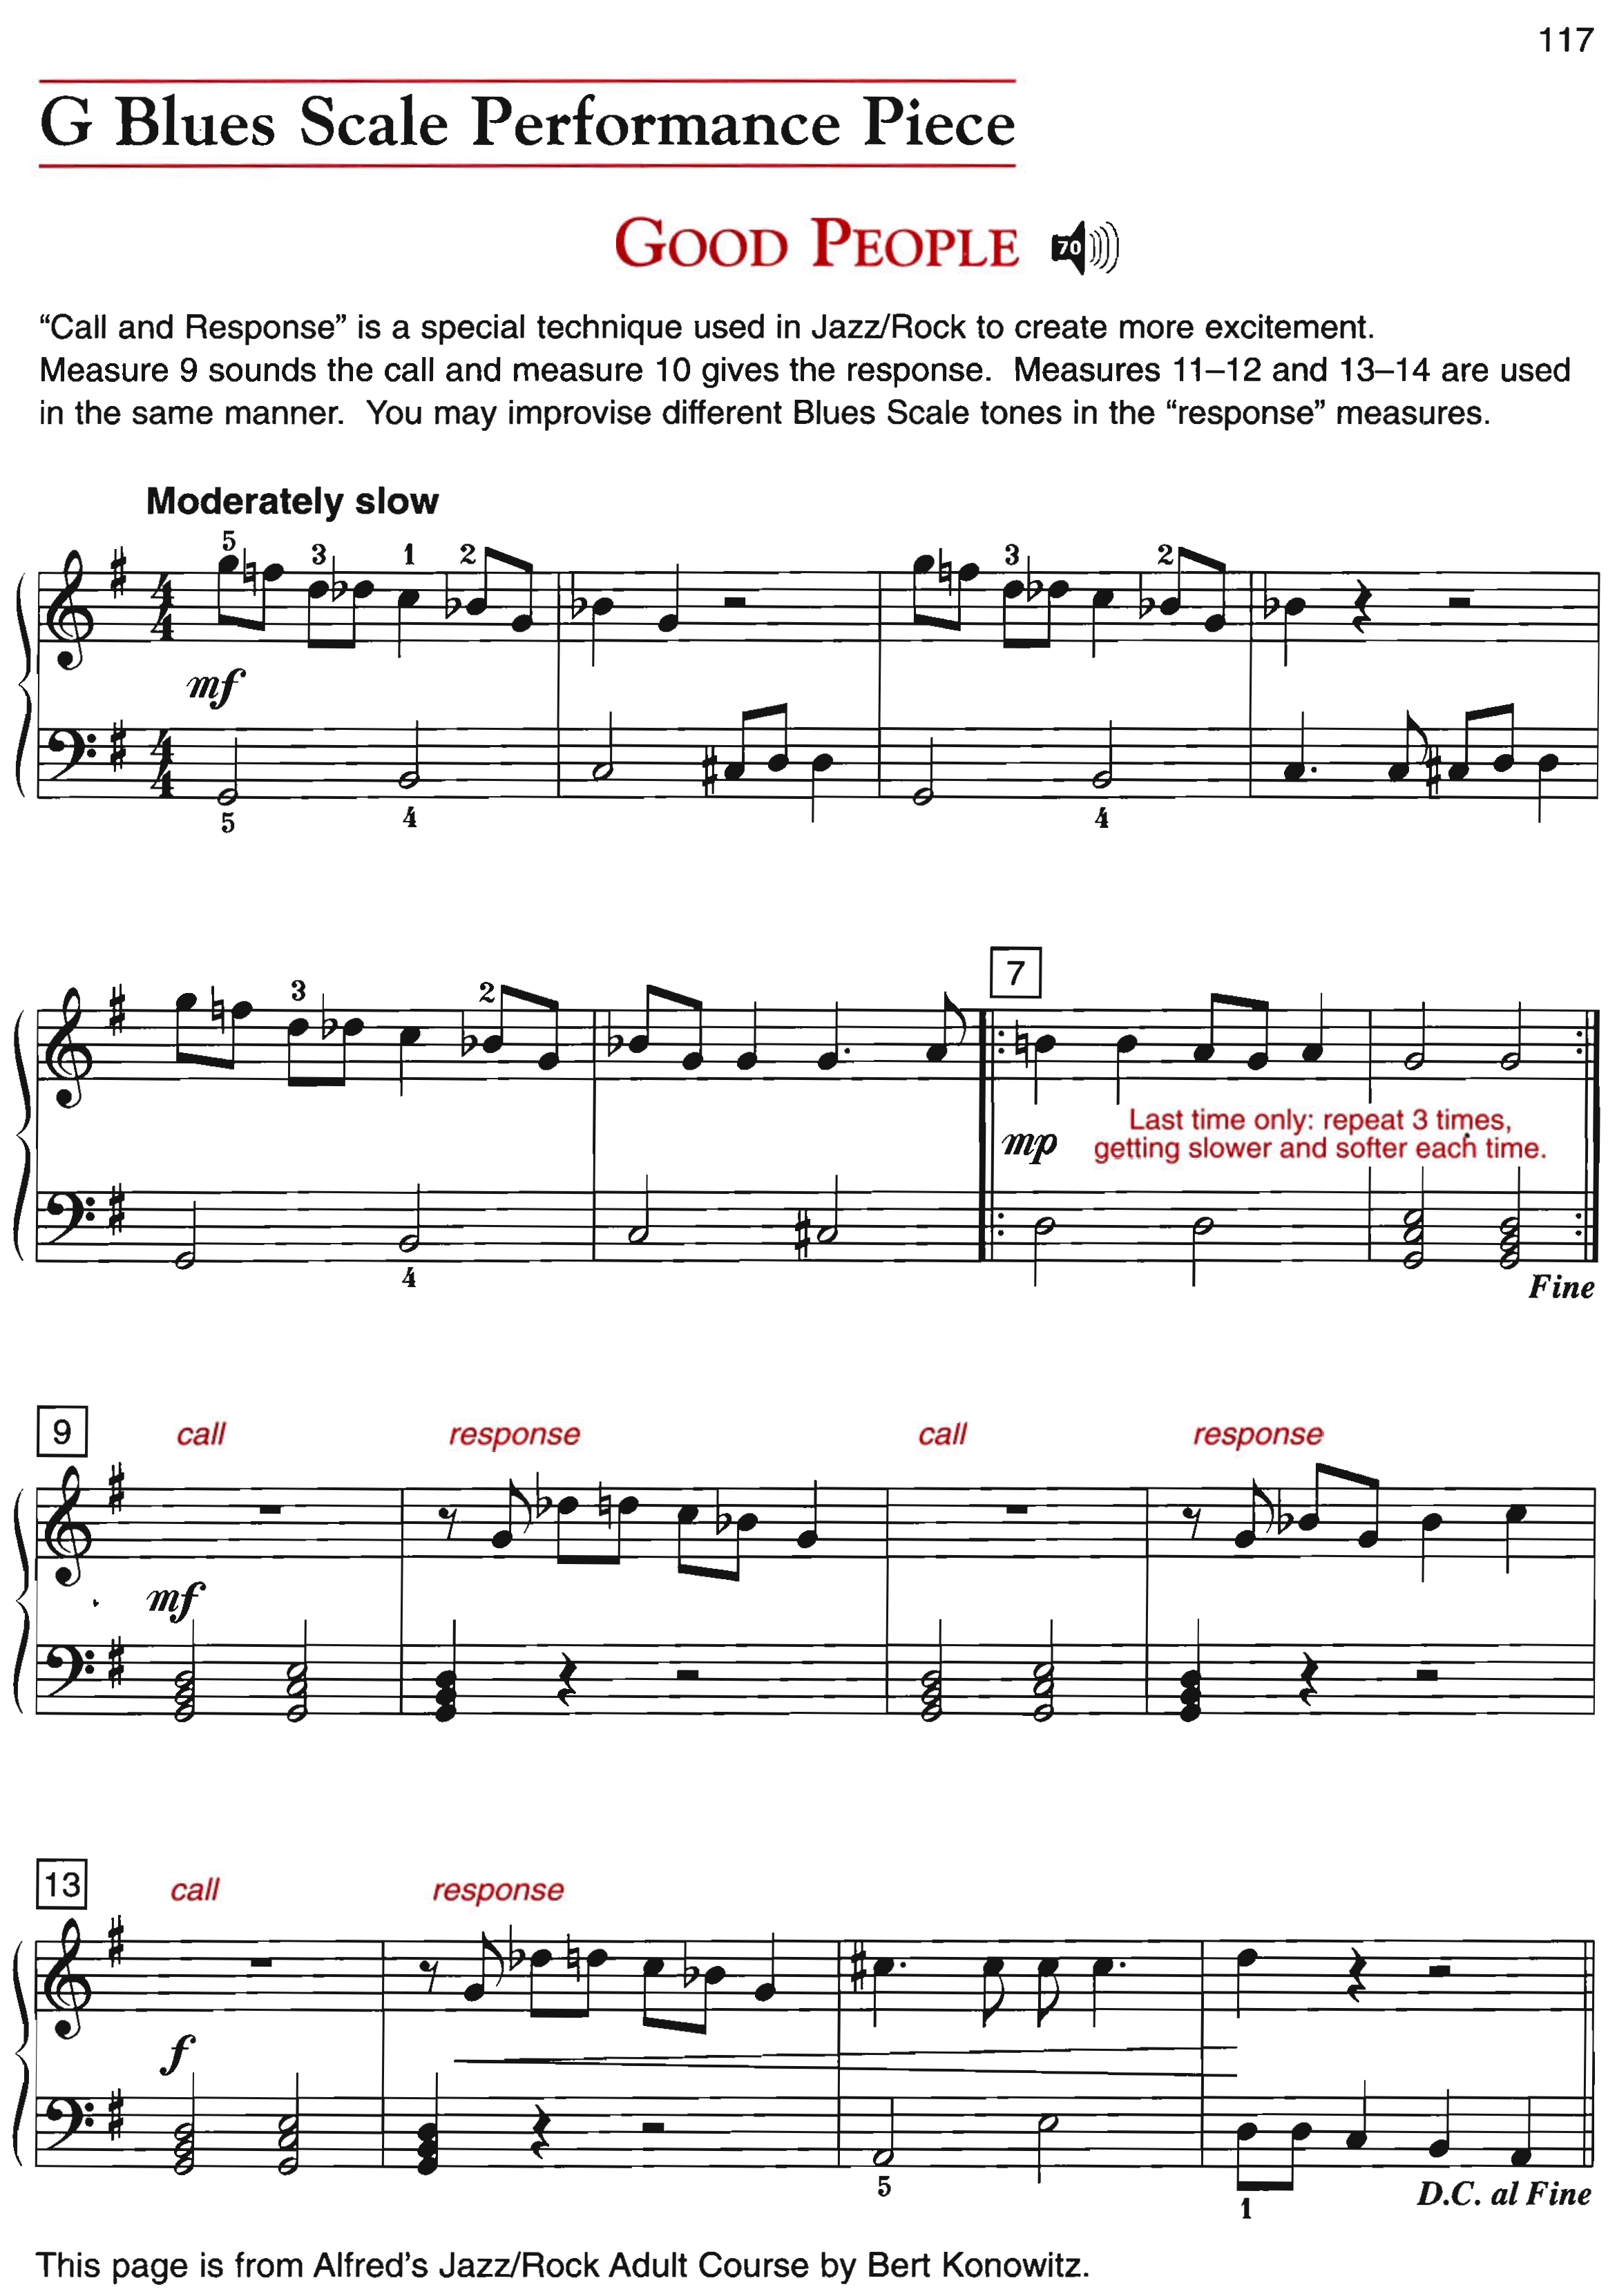 117
G Blues Scale Performance Piece
GOOD PEOPLE 70
“Call and Response” is a special technique used in Jazz/Rock to create more excitement.
Measure 9 sounds the call and measure 10 gives the response. Measures 11–12 and 13–14 are used
in the same manner. You may improvise different Blues Scale tones in the “response” measures.
Moderately slow
5 3 1 2 3 2
4 4
mf
4 4
5 4 4
3 2 7
mp
Last time only: repeat 3 times,
getting slower and softer each time.
4
Fine
9 call response call response
mf
13 call response
f
5 1
D.C. al Fine
This page is from Alfred’s Jazz/Rock Adult Course by Bert Konowitz.